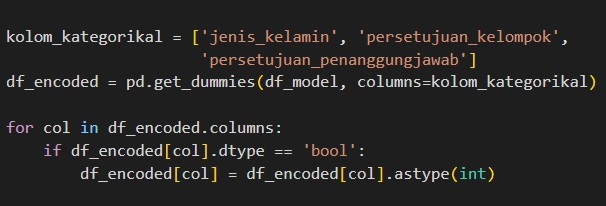 kolom_kategorikal = ['jenis_kelamin', 'persetujuan_kelompok',
                     'persetujuan_penanggungjawab']
df_encoded = pd.get_dummies(df_model, columns=kolom_kategorikal)

for col in df_encoded.columns:
    if df_encoded[col].dtype == 'bool':
        df_encoded[col] = df_encoded[col].astype(int)